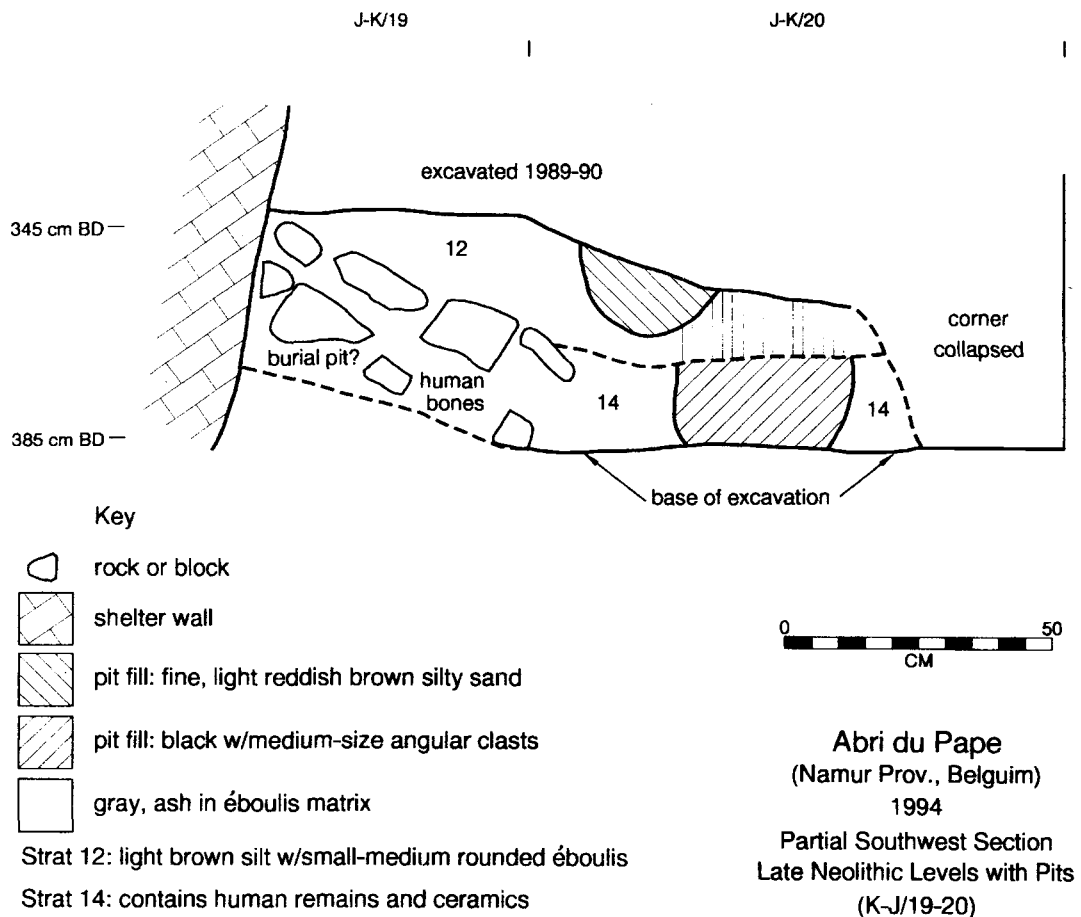 J-K/19
J-K/20
excavated 1989-90
345 cm BD
12
corner
collapsed
burial pit?
human
bones
14
14
385 cm BD
base of excavation
Key
rock or block
shelter wall
pit fill: fine, light reddish brown silty sand
pit fill: black w/medium-size angular clasts
gray, ash in éboulis matrix
Strat 12: light brown silt w/small-medium rounded éboulis
Strat 14: contains human remains and ceramics
0
50
CM
Abri du Pape
(Namur Prov., Belguim)
1994
Partial Southwest Section
Late Neolithic Levels with Pits
(K-J/19-20)